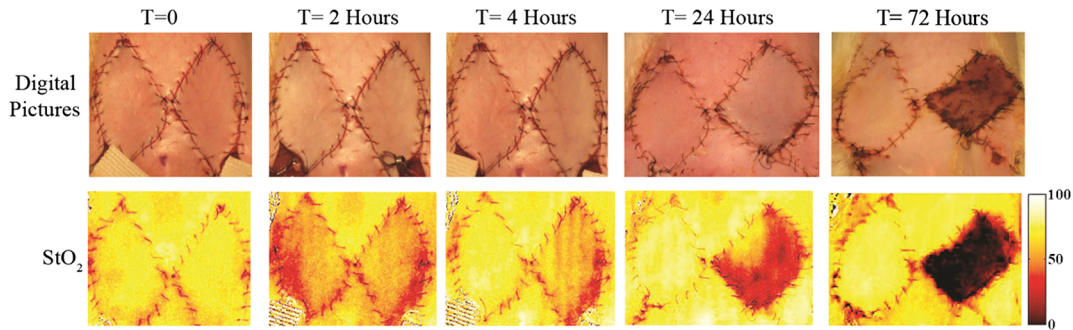 T=0 T= 2 Hours T= 4 Hours T= 24 Hours T= 72 Hours
Digital
Pictures
StO2
100
50
0